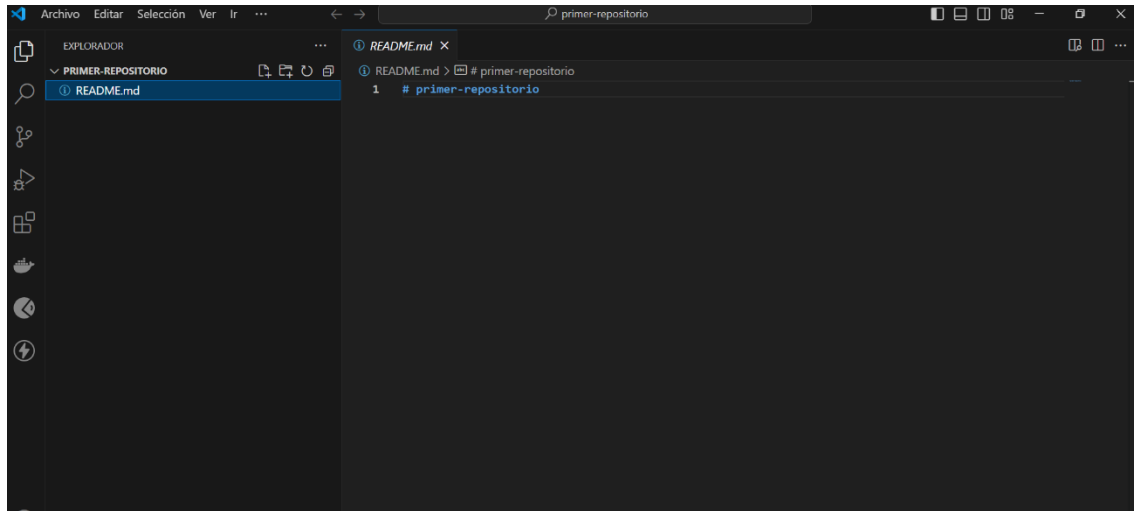 Archivo Editar Selección Ver Ir ··· primer-repositorio
EXPLORADOR ···
PRIMER-REPOSITORIO
README.md
README.md
README.md > # primer-repositorio
1 # primer-repositorio